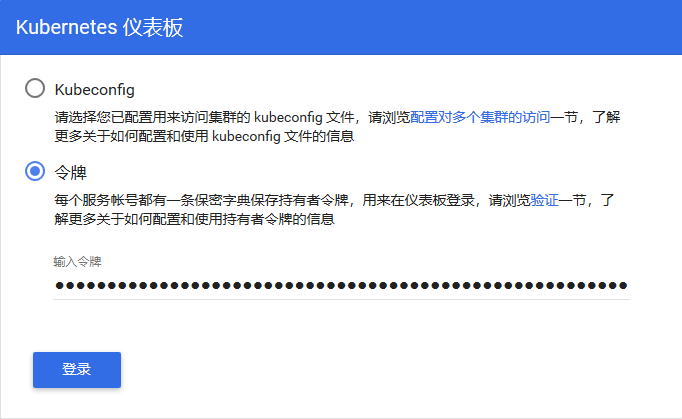 Kubernetes 仪表板
Kubeconfig
请选择您已配置用来访问集群的 kubeconfig 文件，请浏览配置对多个集群的访问一节，了解
更多关于如何配置和使用 kubeconfig 文件的信息
令牌
每个服务帐号都有一条保密字典保存持有者令牌，用来在仪表板登录，请浏览验证一节，了
解更多关于如何配置和使用持有者令牌的信息
输入令牌
登录